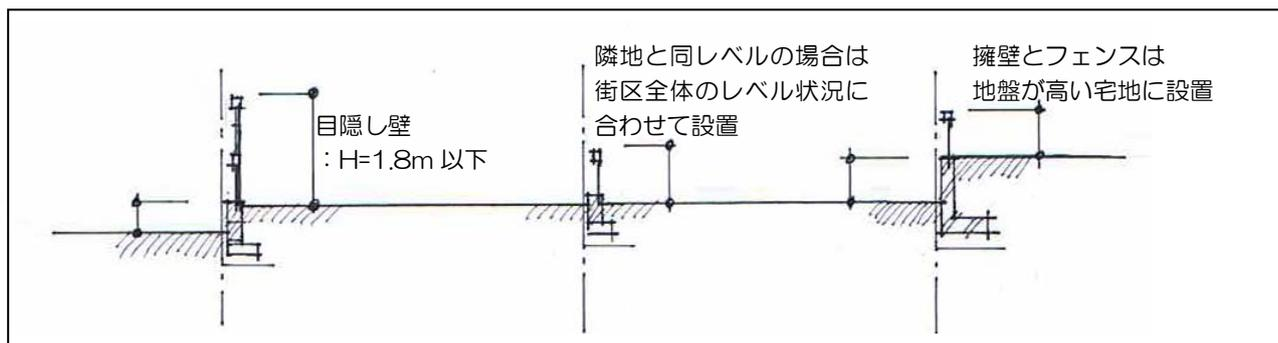 目隠し壁
：H=1.8m 以下
隣地と同レベルの場合は
街区全体のレベル状況に
合わせて設置
擁壁とフェンスは
地盤が高い宅地に設置